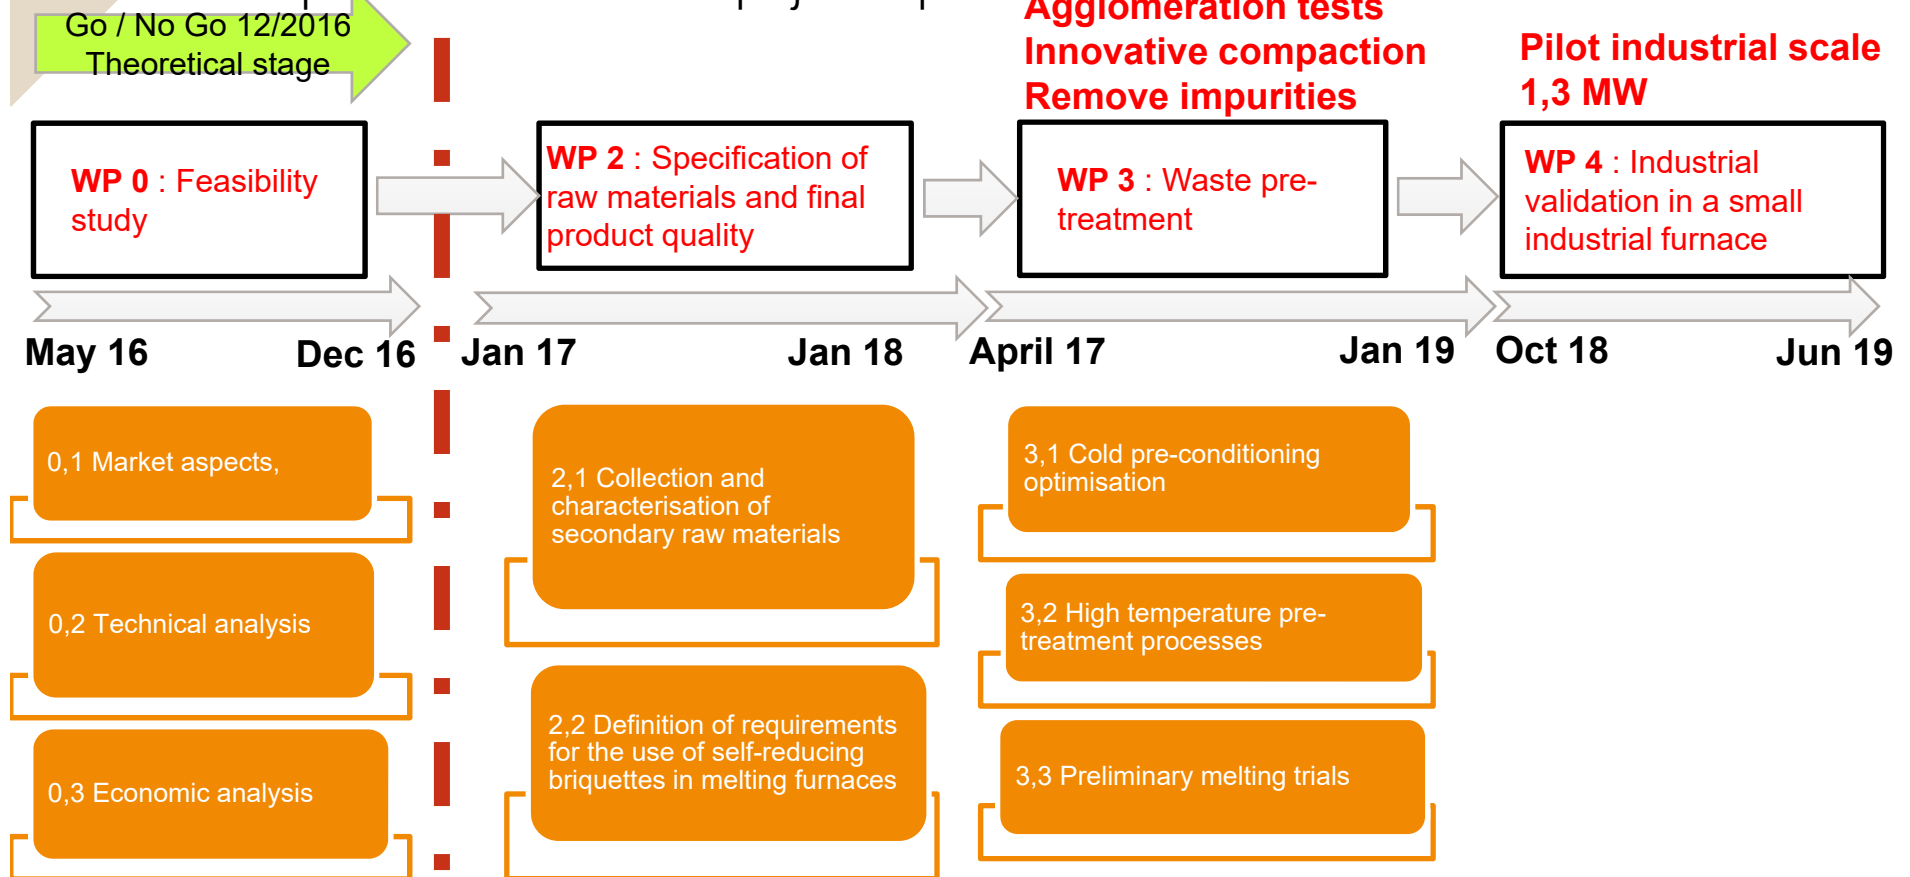 Go / No Go 12/2016
Theoretical stage
Agglomeration tests
Innovative compaction
Remove impurities
Pilot industrial scale
1,3 MW
WP 0 : Feasibility
study
WP 2 : Specification of
raw materials and final
product quality
WP 3 : Waste pre-
treatment
WP 4 : Industrial
validation in a small
industrial furnace
May 16
Dec 16
Jan 17
Jan 18
April 17
Jan 19
Oct 18
Jun 19
0,1 Market aspects,
0,2 Technical analysis
0,3 Economic analysis
2,1 Collection and
characterisation of
secondary raw materials
2,2 Definition of requirements
for the use of self-reducing
briquettes in melting furnaces
3,1 Cold pre-conditioning
optimisation
3,2 High temperature pre-
treatment processes
3,3 Preliminary melting trials